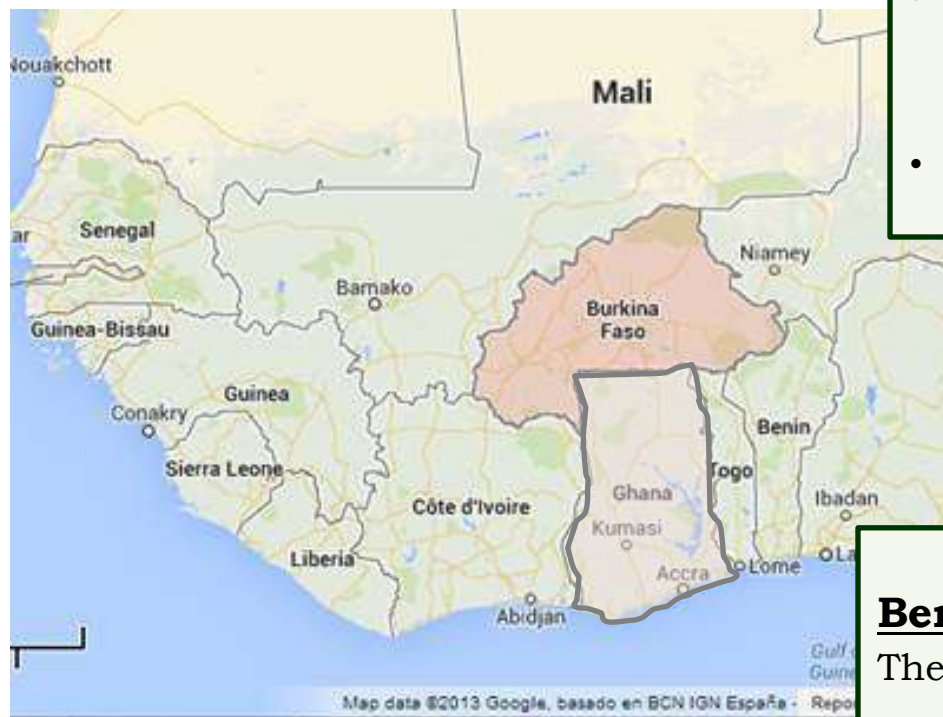 Nouakchott
Mali
Senegal
Niamey
Bamako
Burkina
Faso
Guinea-Bissau
Guinea
Conakry
Benin
Sierra Leone
Togo
Ghana
Ibadan
Côte d'Ivoire
Kumasi
Liberia
Accra
Lome
Abidjan
Map data ©2013 Google, basado en BCN IGN España -
The